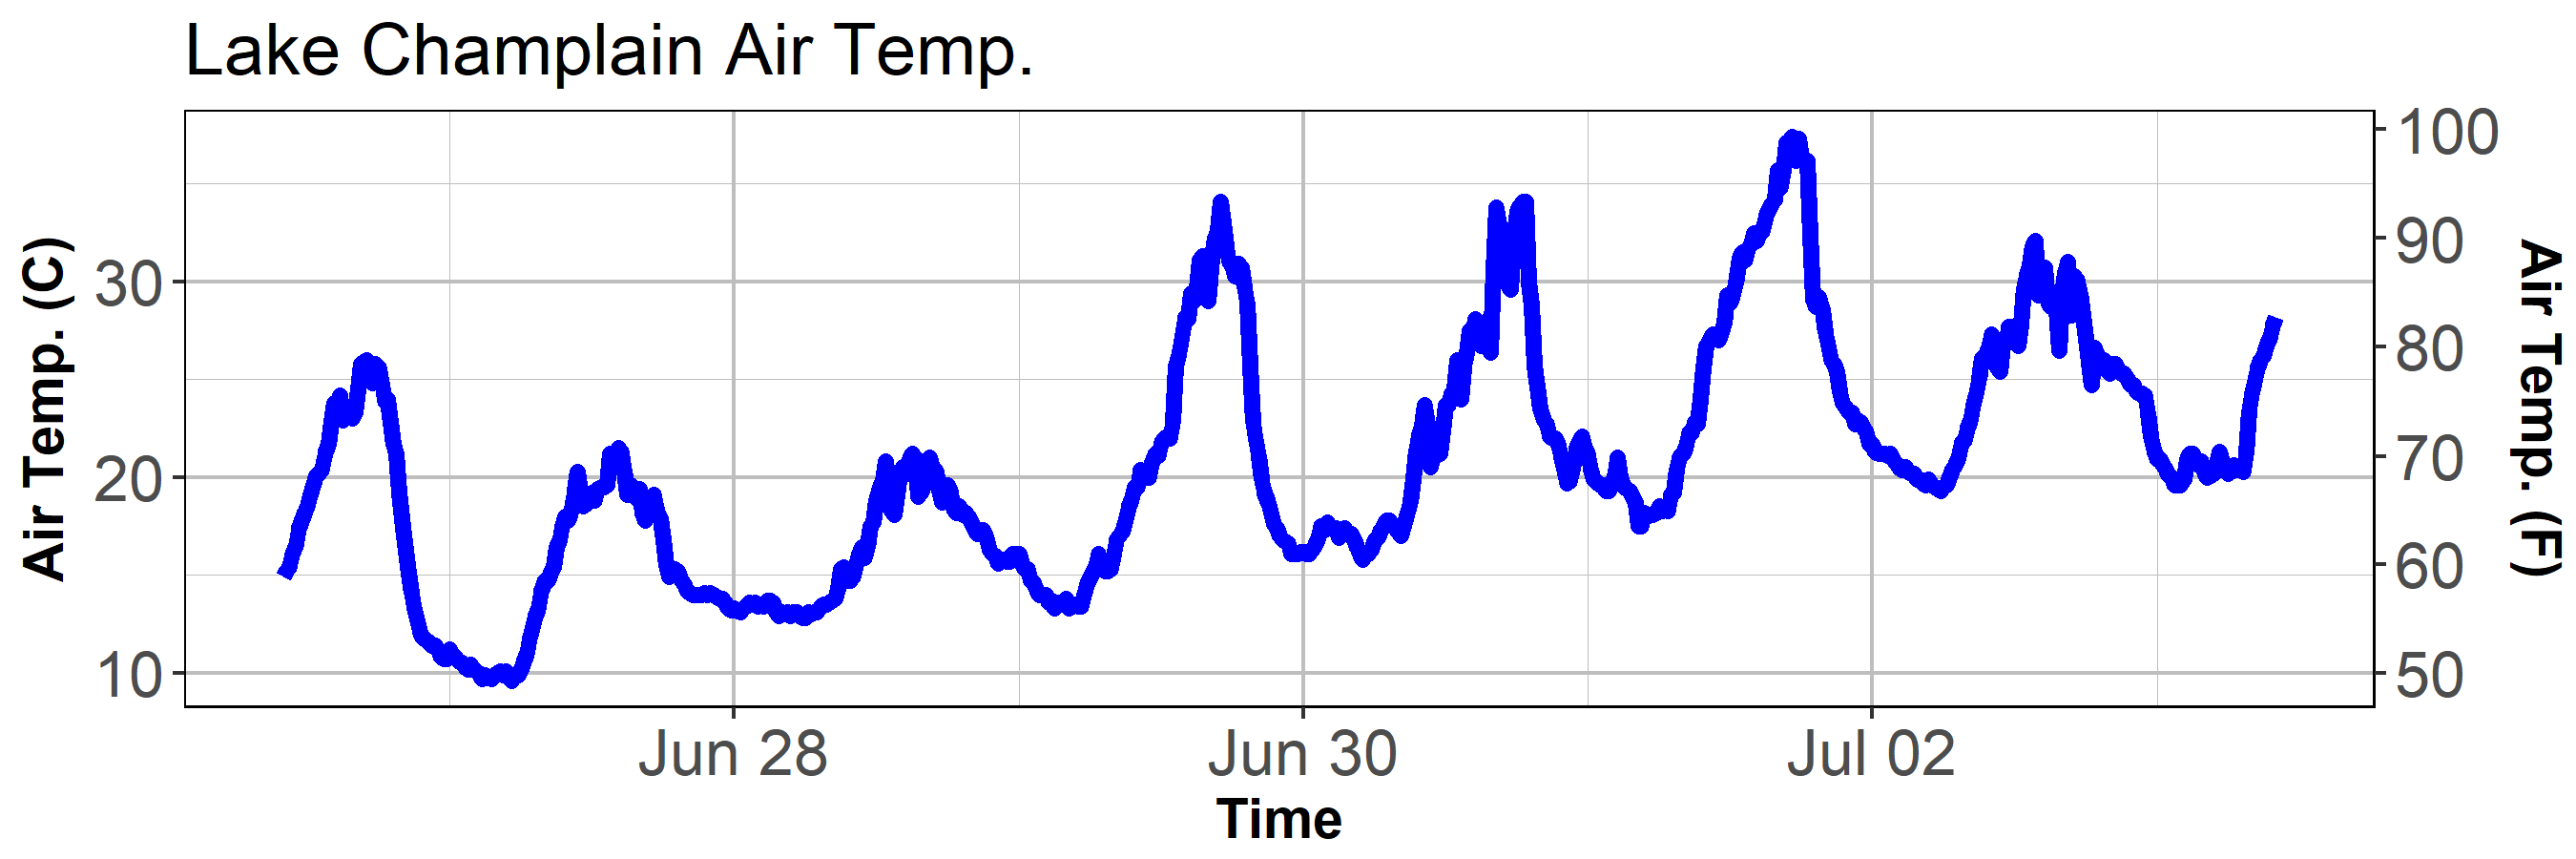 Lake Champlain Air Temp.
Air Temp. (C)
30
20
10
100
90
80
70
60
50
Air Temp. (F)
Jun 28
Jun 30
Jul 02
Time